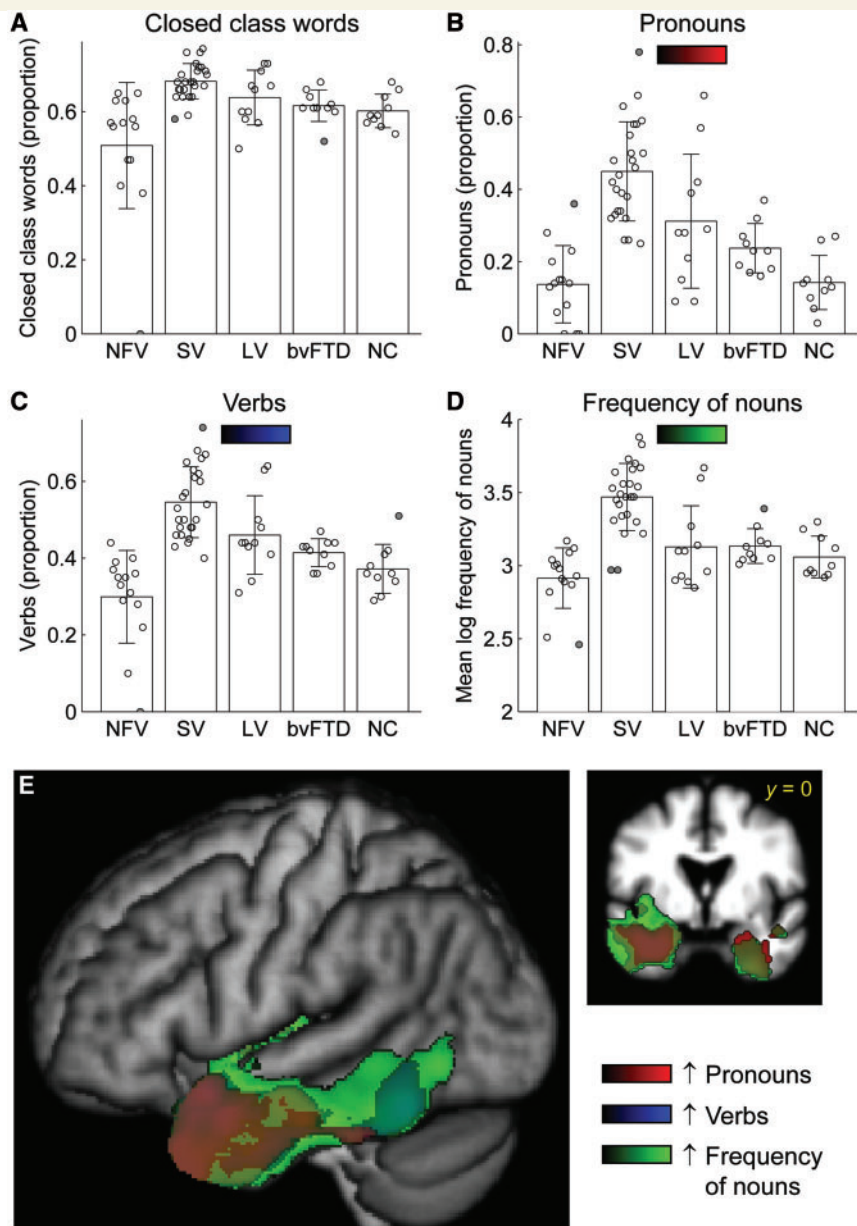 A Closed class words
Closed class words (proportion)
0.6
0.4
0.2
0
NFV SV LV bvFTD NC
B Pronouns
Pronouns (proportion)
0.8
0.6
0.4
0.2
0
NFV SV LV bvFTD NC
C Verbs
Verbs (proportion)
0.6
0.4
0.2
0
NFV SV LV bvFTD NC
D Frequency of nouns
Mean log frequency of nouns
4
3.5
3
2.5
2
NFV SV LV bvFTD NC
E
y = 0
↑ Pronouns
↑ Verbs
↑ Frequency
of nouns